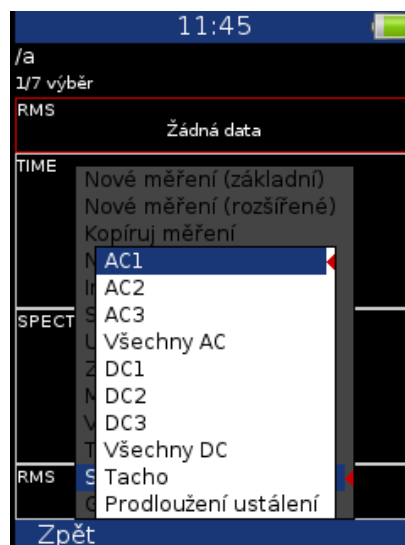 11:45
/a
1/7 výběr
RMS
Žádná data
TIME
Nové měření (základní)
Nové měření (rozšířené)
Kopíruj měření
AC1
AC2
AC3
SPECT
Všechny AC
DC1
DC2
DC3
Všechny DC
RMS
Tacho
Prodloužení ustálení
Zpět